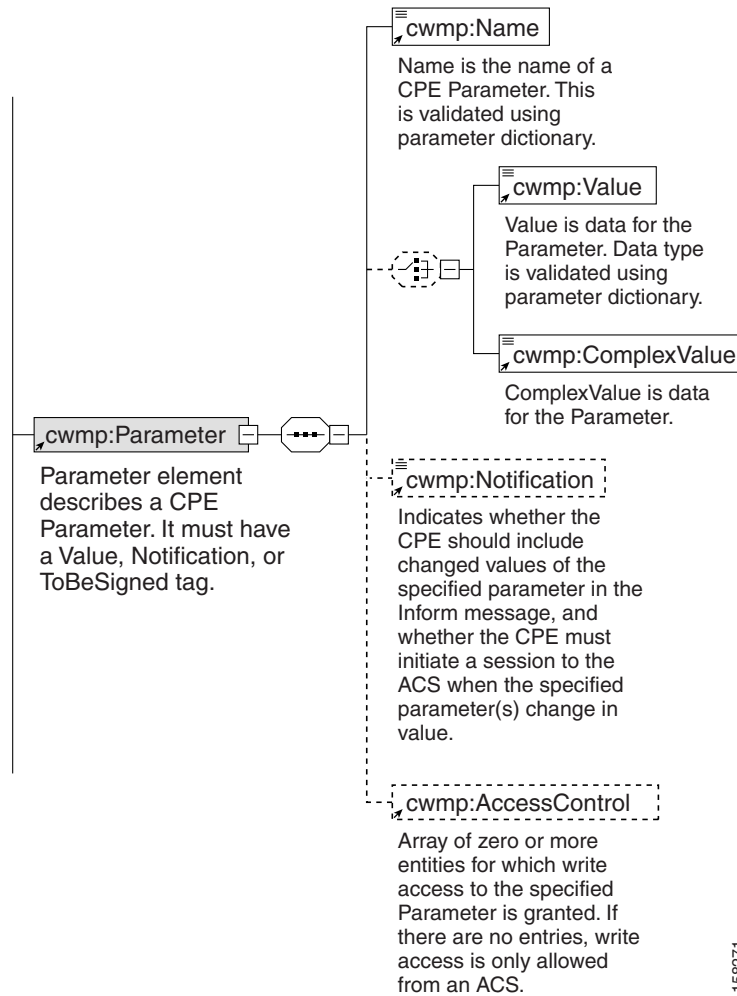 cwmp:Name
Name is the name of a
CPE Parameter. This
is validated using
parameter dictionary.
cwmp:Value
Value is data for the
Parameter. Data type
is validated using
parameter dictionary.
cwmp:ComplexValue
ComplexValue is data
for the Parameter.
cwmp:Parameter
Parameter element
describes a CPE
Parameter. It must have
a Value, Notification, or
ToBeSigned tag.
cwmp:Notification
Indicates whether the
CPE should include
changed values of the
specified parameter in the
Inform message, and
whether the CPE must
initiate a session to the
ACS when the specified
parameter(s) change in
value.
cwmp:AccessControl
Array of zero or more
entities for which write
access to the specified
Parameter is granted. If
there are no entries, write
access is only allowed
from an ACS.